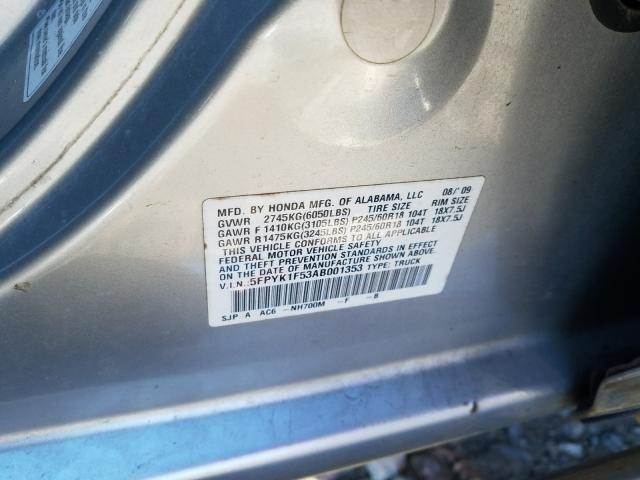 MFD. BY HONDA MFG. OF ALABAMA, LLC 08/'09
GVWR 2745KG(6050LBS) TIRE SIZE RIM SIZE
GAWR F 1410KG(3105LBS) P245/60R18 104T 18X7.5J
GAWR R1475KG(3245LBS) P245/60R18 104T 18X7.5J
THIS VEHICLE CONFORMS TO ALL APPLICABLE
FEDERAL MOTOR VEHICLE SAFETY
AND THEFT PREVENTION STANDARDS IN EFFECT
ON THE DATE OF MANUFACTURE SHOWN ABOVE.
V.I.N.:5FPYK1F53AB001353 TYPE: TRUCK
SJP A AC6 -NH700M -F -B